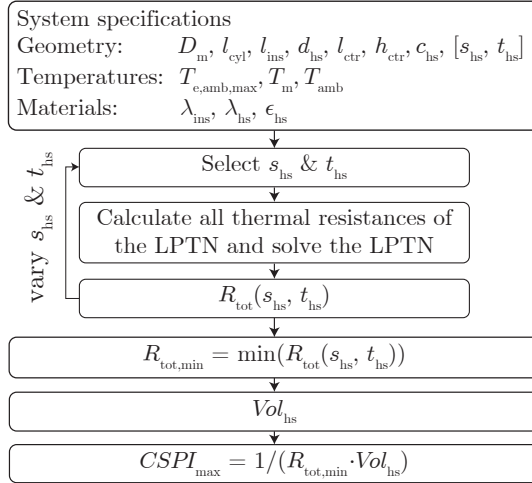 System specifications
Geometry: D_m, l_cyl, l_ins, d_hs, l_ctr, h_ctr, c_hs, [s_hs, t_hs]
Temperatures: T_e,amb,max, T_m, T_amb
Materials: λ_ins, λ_hs, ϵ_hs
vary s_hs & t_hs
Select s_hs & t_hs
Calculate all thermal resistances of
the LPTN and solve the LPTN
R_tot(s_hs, t_hs)
R_tot,min = min(R_tot(s_hs, t_hs))
Vol_hs
CSPI_max = 1/(R_tot,min·Vol_hs)